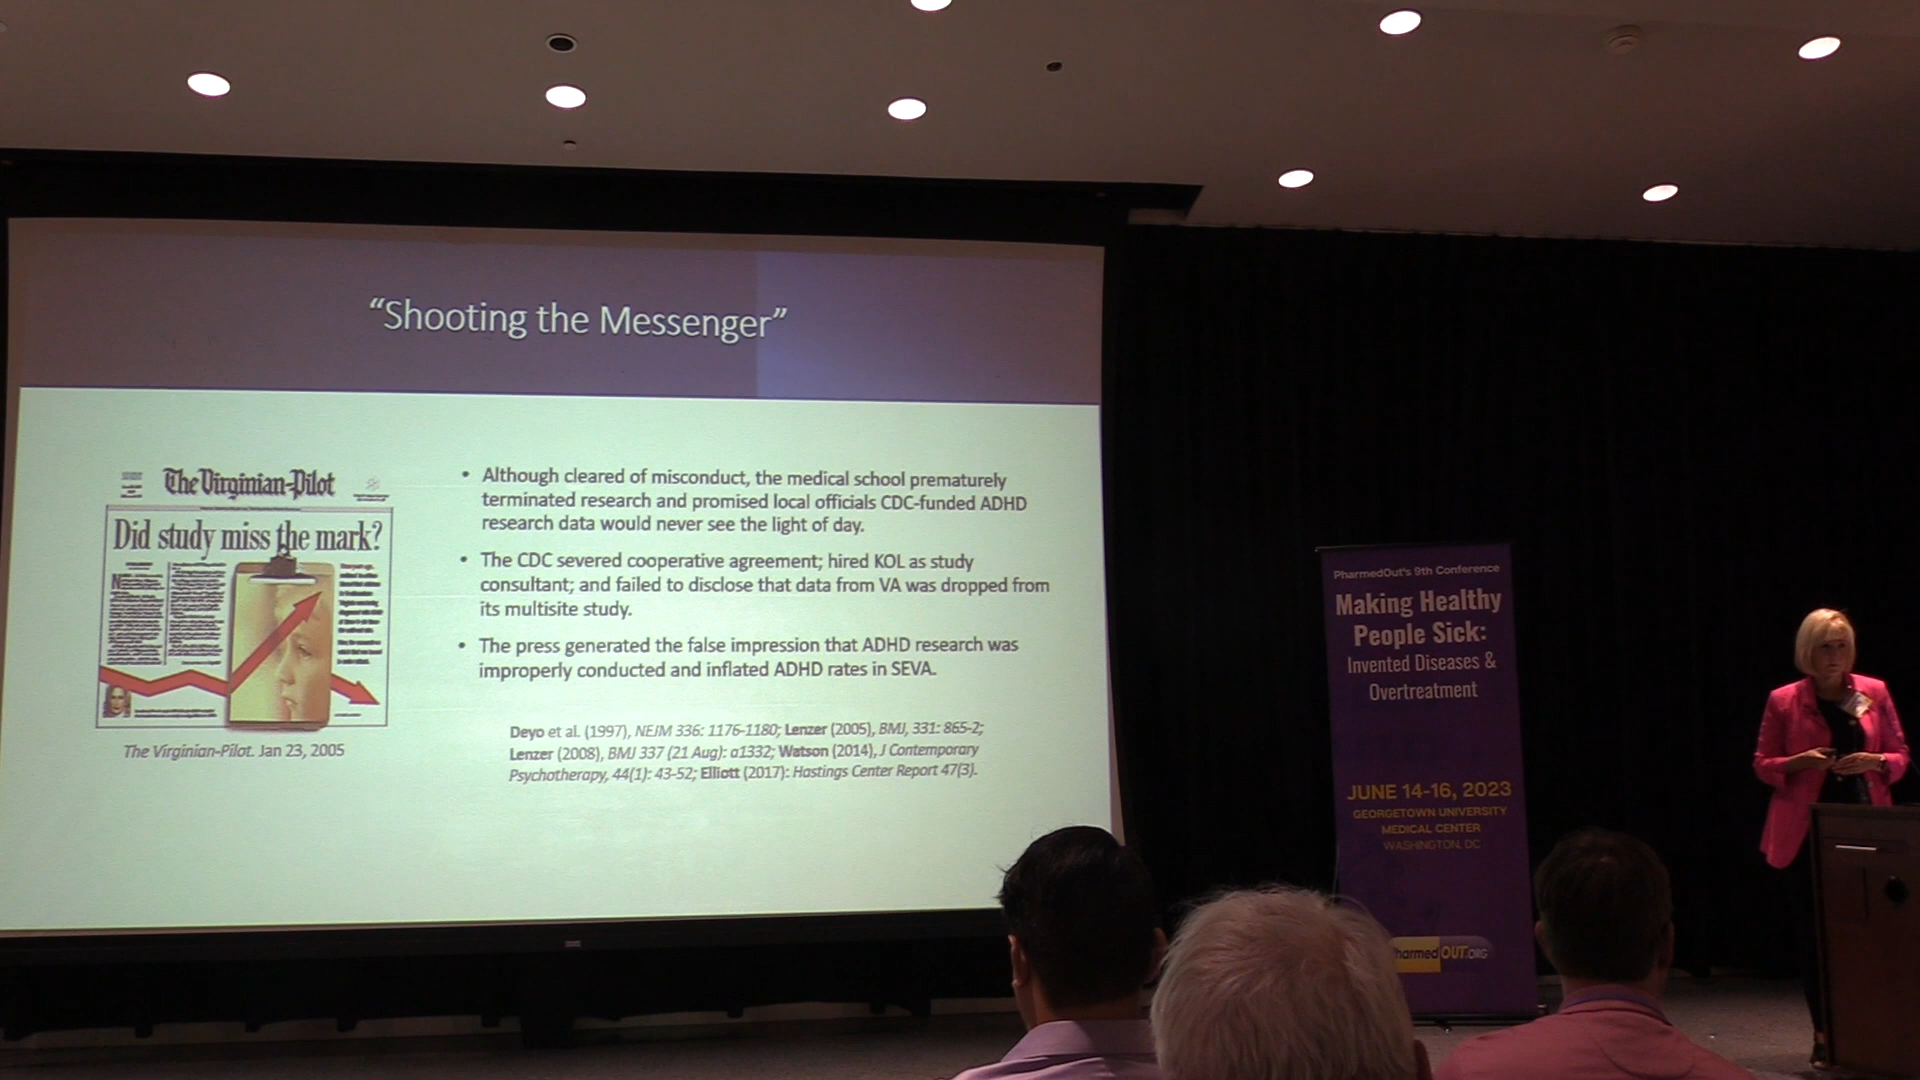 “Shooting the Messenger”
The Virginian-Pilot
Did study miss the mark?
The Virginian-Pilot. Jan 23, 2005
• Although cleared of misconduct, the medical school prematurely
terminated research and promised local officials CDC-funded ADHD
research data would never see the light of day.
• The CDC severed cooperative agreement; hired KOL as study
consultant; and failed to disclose that data from VA was dropped from
its multisite study.
• The press generated the false impression that ADHD research was
improperly conducted and inflated ADHD rates in SEVA.
Deyo et al. (1997), NEJM 336: 1176-1180; Lenzer (2005), BMJ, 331: 865-2;
Lenzer (2008), BMJ 337 (21 Aug): a1332; Watson (2014), J Contemporary
Psychotherapy, 44(1): 43-52; Elliott (2017): Hastings Center Report 47(3).
PharmedOut's 9th Conference
Making Healthy
People Sick:
Invented Diseases &
Overtreatment
JUNE 14-16, 2023
GEORGETOWN UNIVERSITY
MEDICAL CENTER
WASHINGTON, DC
harmedOUT.ORG